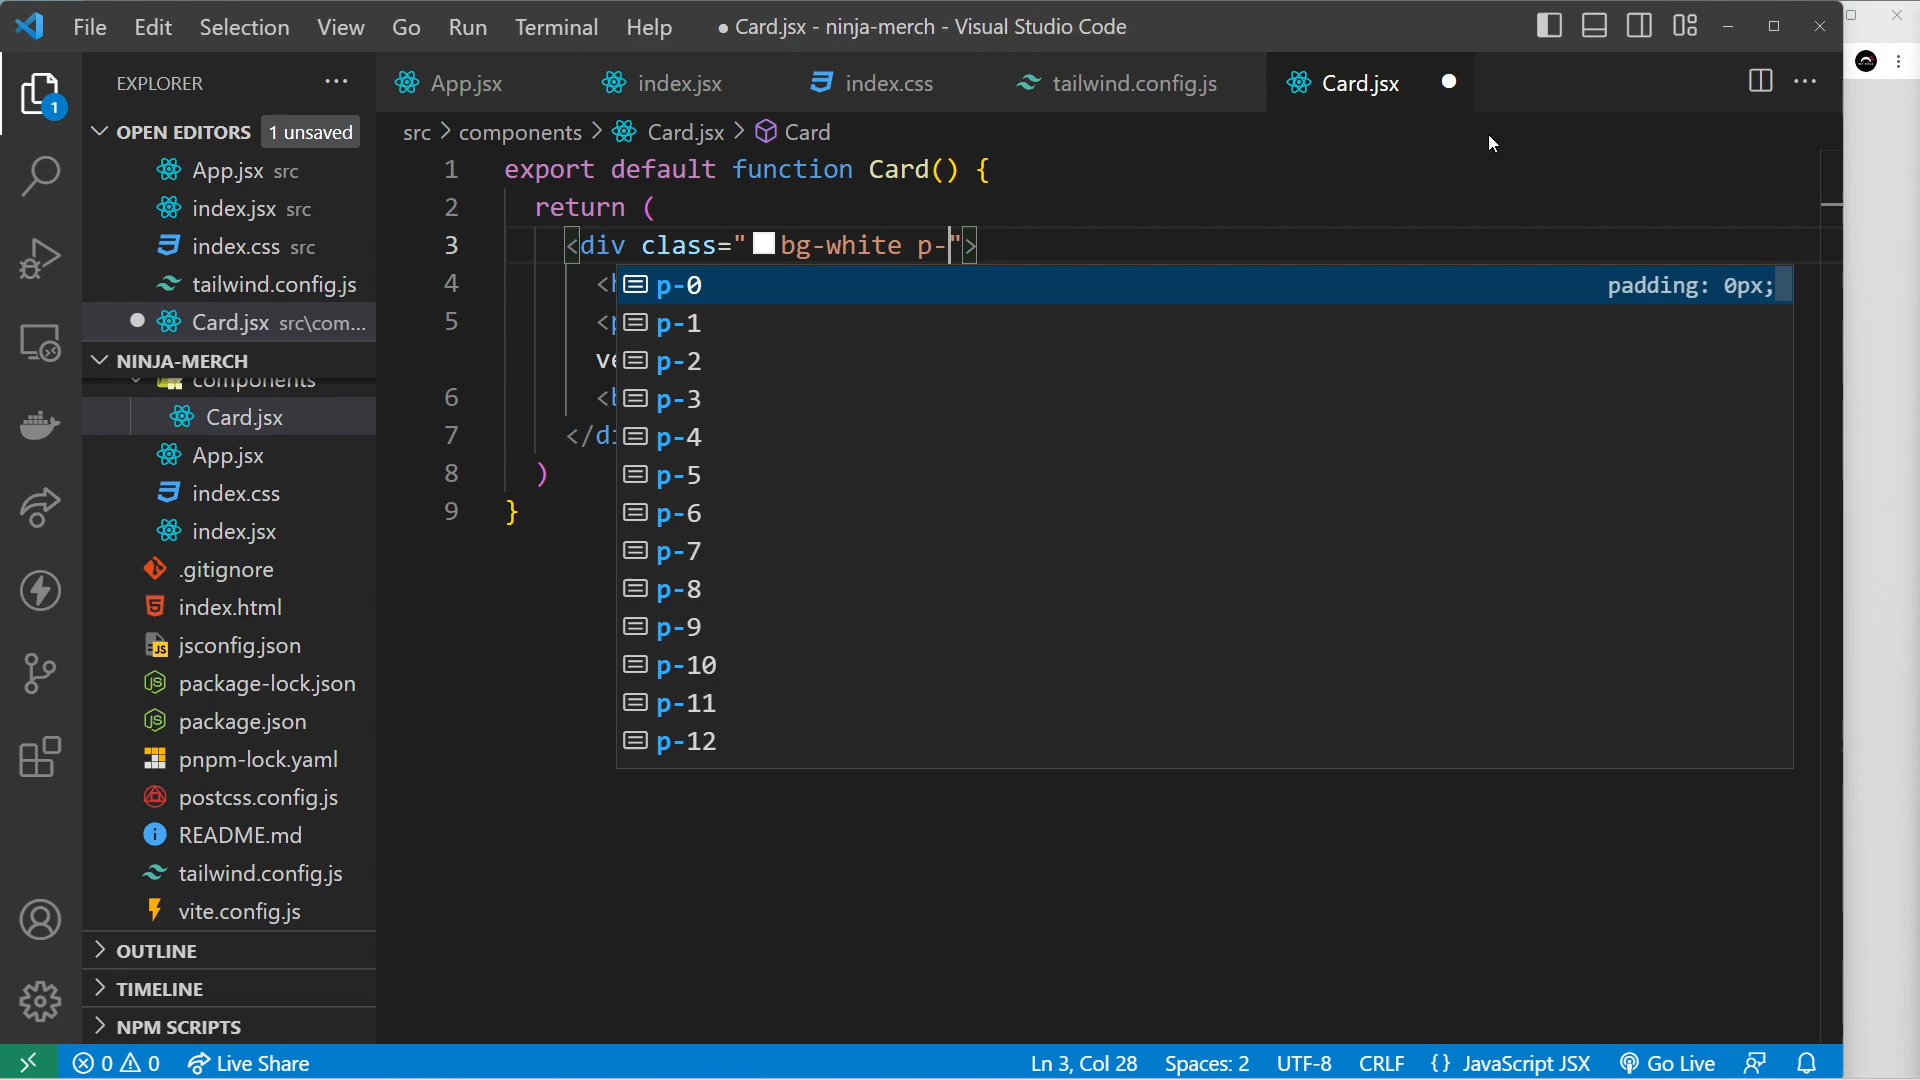 File Edit Selection View Go Run Terminal Help ● Card.jsx - ninja-merch - Visual Studio Code
EXPLORER
App.jsx index.jsx index.css tailwind.config.js Card.jsx
1
OPEN EDITORS 1 unsaved
src > components > Card.jsx > Card
App.jsx src
index.jsx src
index.css src
tailwind.config.js
Card.jsx src\com...
NINJA-MERCH
components
Card.jsx
App.jsx
index.css
index.jsx
.gitignore
index.html
JS jsconfig.json
package-lock.json
package.json
pnpm-lock.yaml
postcss.config.js
README.md
tailwind.config.js
vite.config.js
OUTLINE
TIMELINE
NPM SCRIPTS
1 export default function Card() {
2 return (
3 <div class="bg-white p-">
4 <h
5 <p
ve
6 <b
7 </di
8 )
9 }
p-0 padding: 0px;
p-1
p-2
p-3
p-4
p-5
p-6
p-7
p-8
p-9
p-10
p-11
p-12
0 0 Live Share Ln 3, Col 28 Spaces: 2 UTF-8 CRLF {} JavaScript JSX Go Live